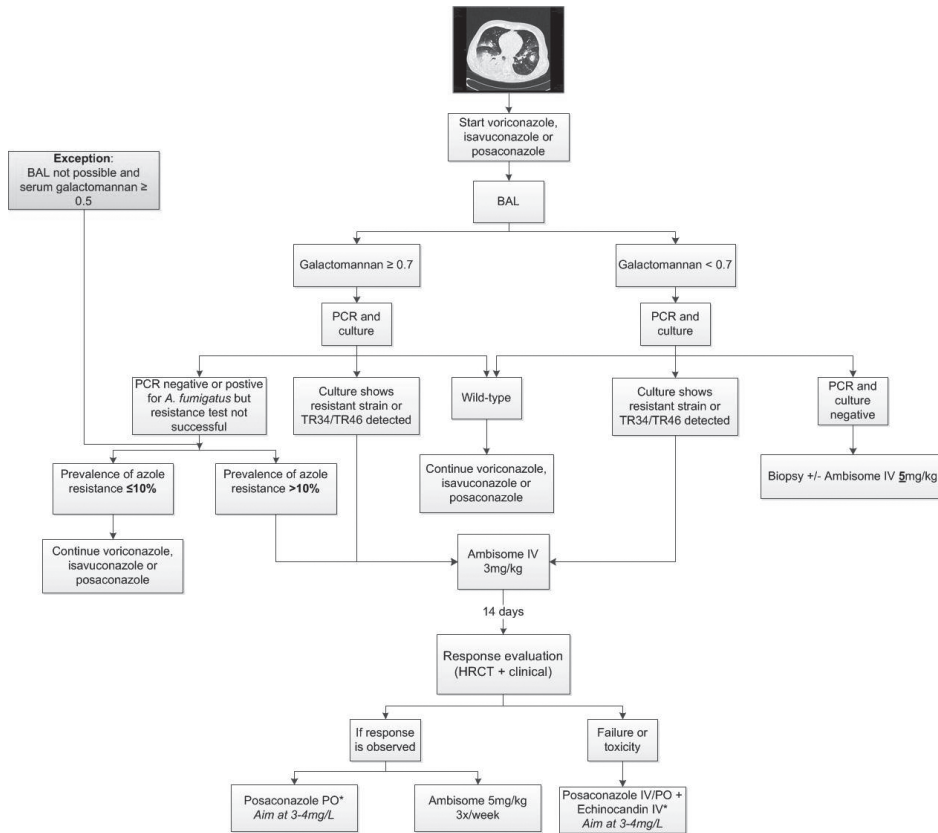 Start voriconazole,
isavuconazole or
posaconazole
Exception:
BAL not possible and
serum galactomannan ≥
0.5
BAL
Galactomannan ≥ 0.7
Galactomannan < 0.7
PCR and
culture
PCR and
culture
PCR negative or postive
for A. fumigatus but
resistance test not
successful
Culture shows
resistant strain or
TR34/TR46 detected
Wild-type
Culture shows
resistant strain or
TR34/TR46 detected
PCR and
culture
negative
Prevalence of azole
resistance ≤10%
Prevalence of azole
resistance >10%
Continue voriconazole,
isavuconazole or
posaconazole
Biopsy +/- Ambisome IV 5mg/kg
Continue voriconazole,
isavuconazole or
posaconazole
Ambisome IV
3mg/kg
14 days
Response evaluation
(HRCT + clinical)
If response
is observed
Failure or
toxicity
Posaconazole PO*
Aim at 3-4mg/L
Ambisome 5mg/kg
3x/week
Posaconazole IV/PO +
Echinocandin IV*
Aim at 3-4mg/L